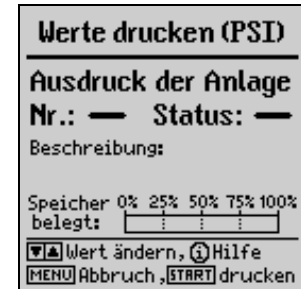 Werte drucken (PSI)
Ausdruck der Anlage
Nr.: — Status: —
Beschreibung:
Speicher 0% 25% 50% 75% 100%
belegt:
▼▲Wert ändern, ⓘHilfe
MENU Abbruch, START drucken